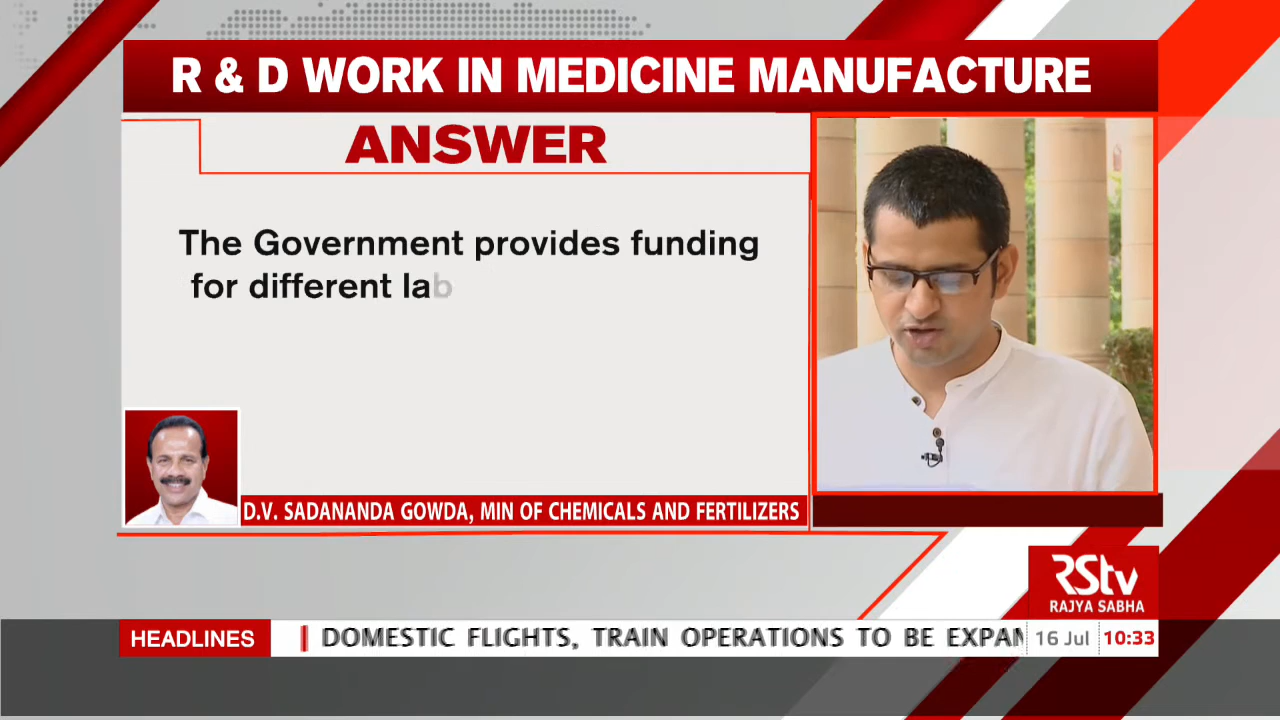 R & D WORK IN MEDICINE MANUFACTURE
ANSWER
The Government provides funding
for different lab
D.V. SADANANDA GOWDA, MIN OF CHEMICALS AND FERTILIZERS
RStv
RAJYA SABHA
HEADLINES
DOMESTIC FLIGHTS, TRAIN OPERATIONS TO BE EXPAN
16 Jul
10:33